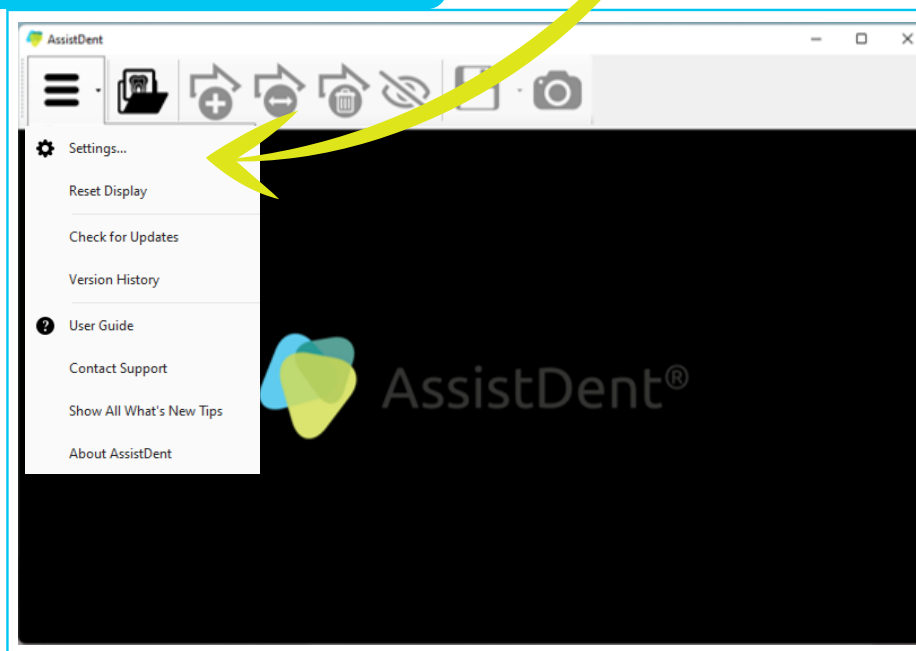 AssistDent
Settings...
Reset Display
Check for Updates
Version History
User Guide
Contact Support
Show All What's New Tips
About AssistDent
AssistDent®